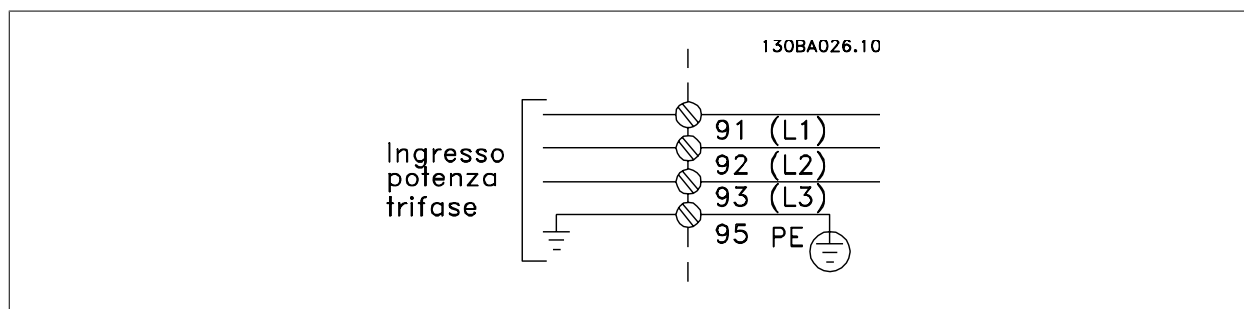 130BA026.10
Ingresso
potenza
trifase
91 (L1)
92 (L2)
93 (L3)
95 PE